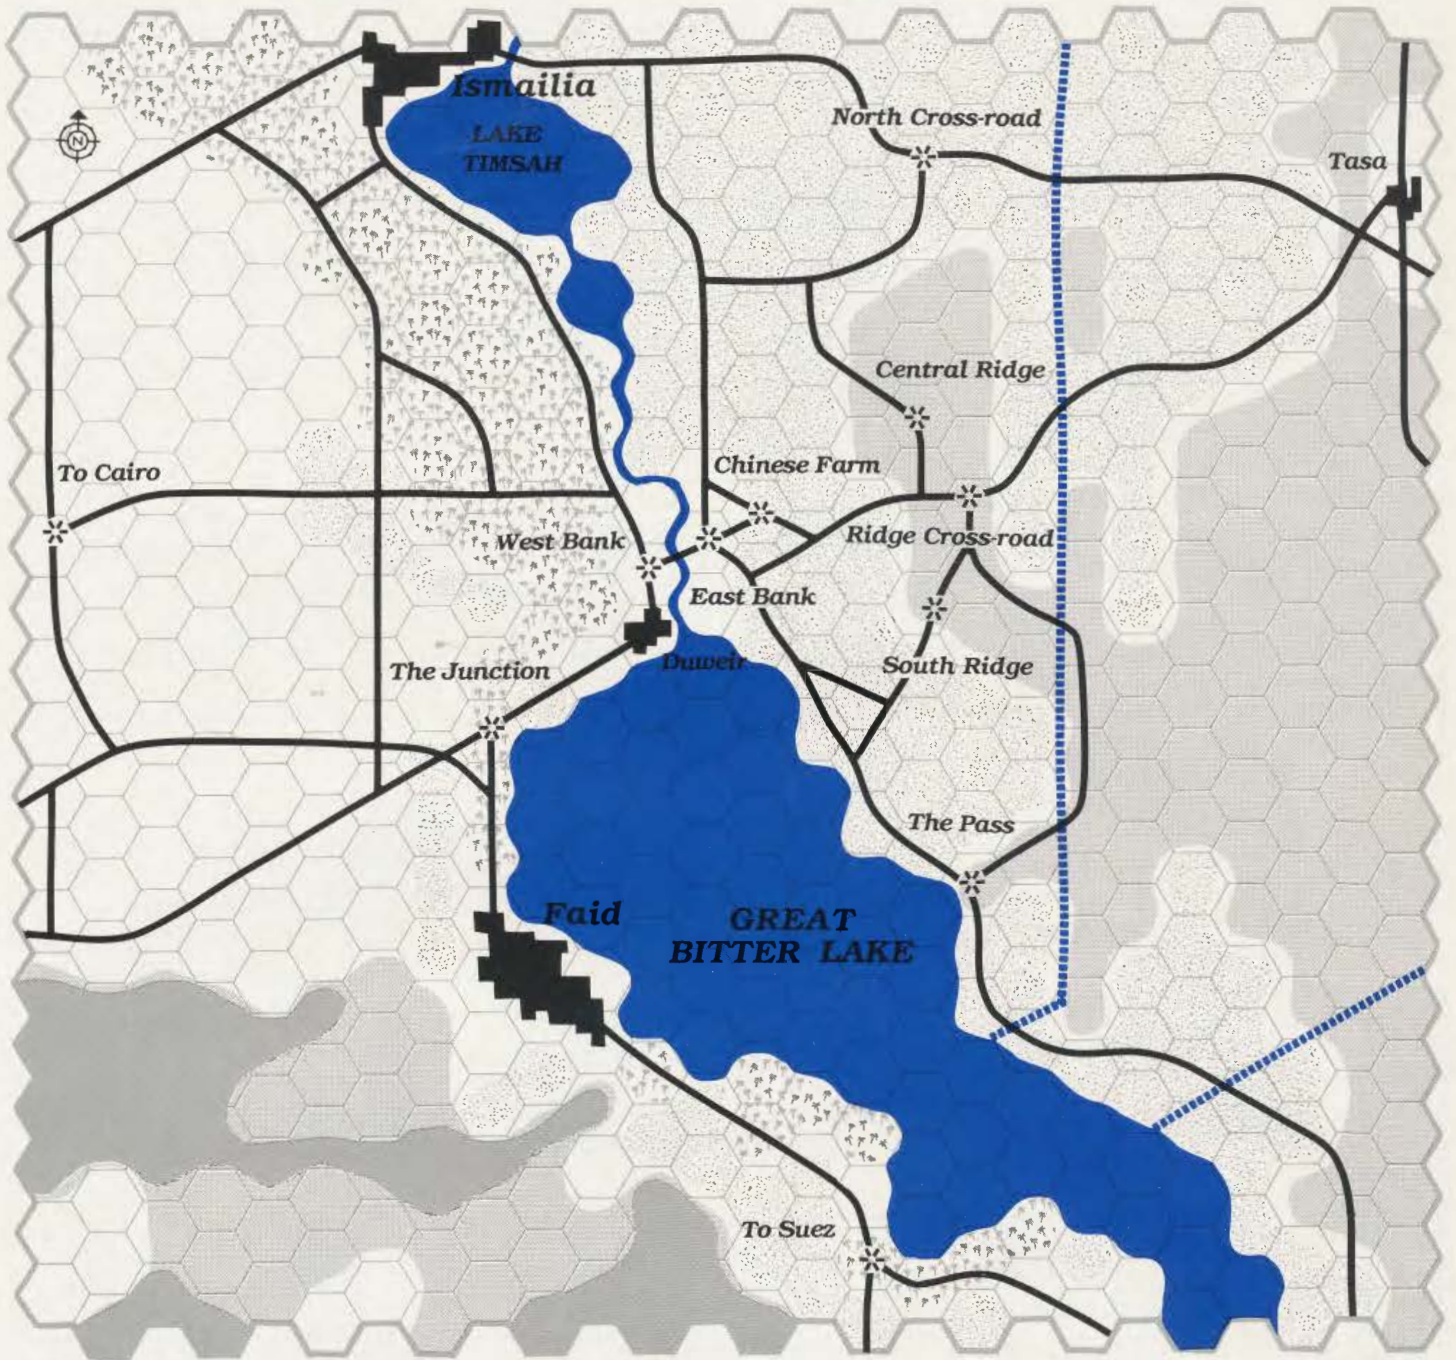 Ismailia
LAKE
TIMSAH
North Cross-road
N
Tasa
Central Ridge
To Cairo
Chinese Farm
West Bank
Ridge Cross-road
East Bank
The Junction
Duweir
South Ridge
The Pass
Faid
GREAT
BITTER LAKE
To Suez